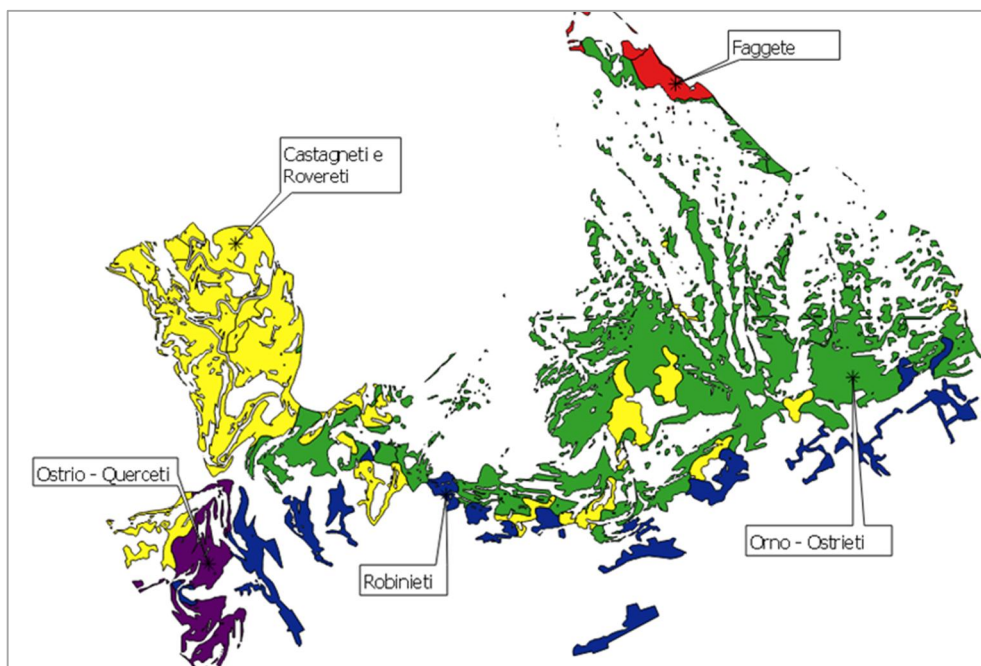 Faggete
Castagneti e
Rovereti
Ostrio - Querceti
Robinieti
Orno - Ostrieti